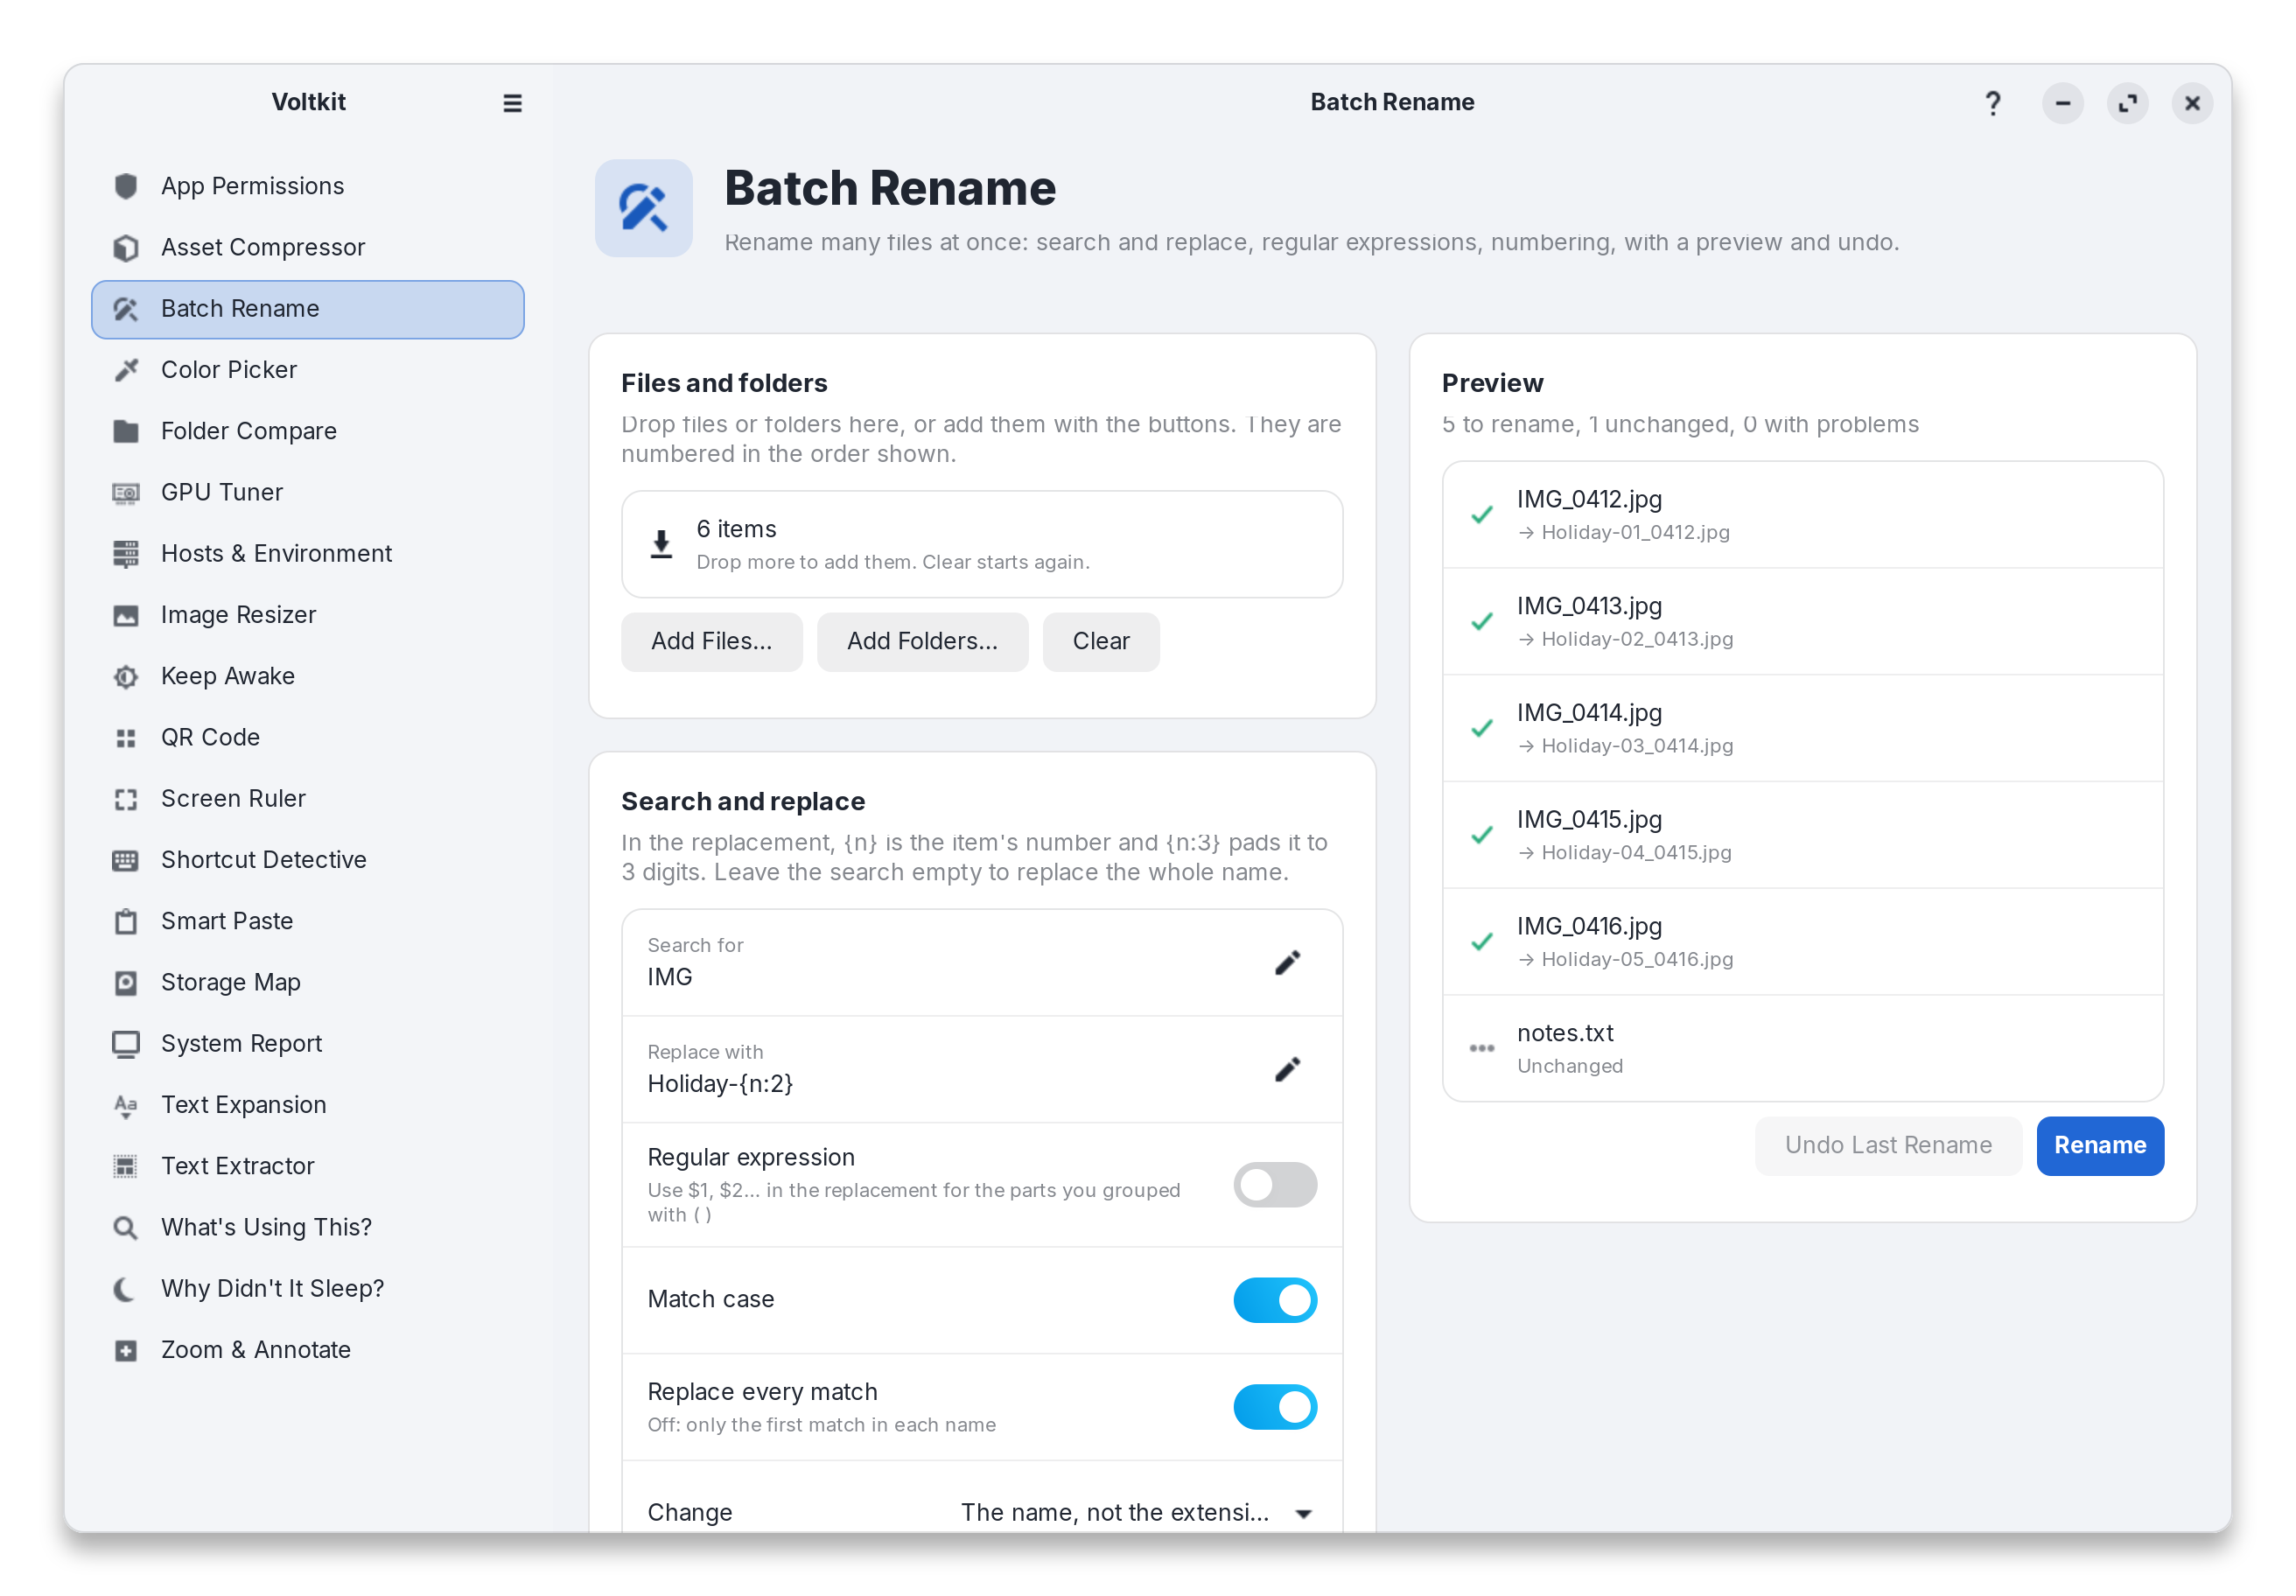 Voltkit
App Permissions
Asset Compressor
Batch Rename
Color Picker
Folder Compare
GPU Tuner
Hosts & Environment
Image Resizer
Keep Awake
QR Code
Screen Ruler
Shortcut Detective
Smart Paste
Storage Map
System Report
Text Expansion
Text Extractor
What's Using This?
Why Didn't It Sleep?
Zoom & Annotate
Batch Rename
?
Batch Rename
Rename many files at once: search and replace, regular expressions, numbering, with a preview and undo.
Files and folders
Drop files or folders here, or add them with the buttons. They are
numbered in the order shown.
6 items
Drop more to add them. Clear starts again.
Add Files...
Add Folders...
Clear
Search and replace
In the replacement, {n} is the item's number and {n:3} pads it to
3 digits. Leave the search empty to replace the whole name.
Search for
IMG
Replace with
Holiday-{n:2}
Regular expression
Use $1, $2... in the replacement for the parts you grouped
with ( )
Match case
Replace every match
Off: only the first match in each name
Change
The name, not the extensi...
Preview
5 to rename, 1 unchanged, 0 with problems
IMG_0412.jpg
→ Holiday-01_0412.jpg
IMG_0413.jpg
→ Holiday-02_0413.jpg
IMG_0414.jpg
→ Holiday-03_0414.jpg
IMG_0415.jpg
→ Holiday-04_0415.jpg
IMG_0416.jpg
→ Holiday-05_0416.jpg
notes.txt
Unchanged
Undo Last Rename
Rename